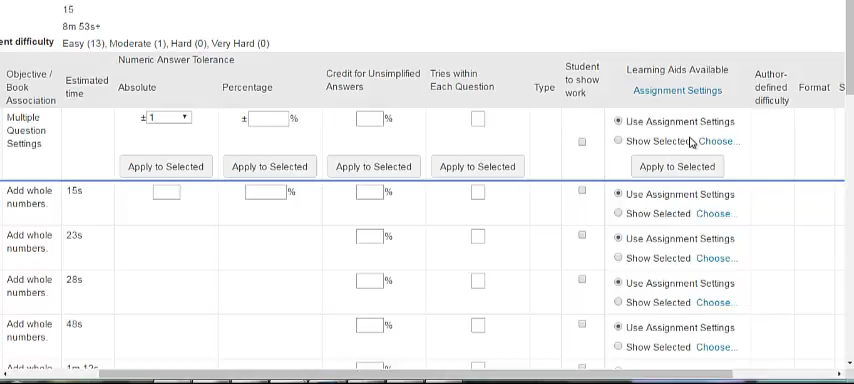 15
8m 53s+
ent difficulty Easy (13), Moderate (1), Hard (0), Very Hard (0)
Objective / Book Association
Estimated time
Numeric Answer Tolerance
Absolute
Percentage
Credit for Unsimplified Answers
Tries within Each Question
Type
Student to show work
Learning Aids Available
Assignment Settings
Author-defined difficulty
Format
S
Multiple Question Settings
± 1
± %
%
Use Assignment Settings
Show Selected Choose...
Apply to Selected
Apply to Selected
Apply to Selected
Apply to Selected
Apply to Selected
Add whole numbers.
15s
%
%
Use Assignment Settings
Show Selected Choose...
Add whole numbers.
23s
%
Use Assignment Settings
Show Selected Choose...
Add whole numbers.
28s
%
Use Assignment Settings
Show Selected Choose...
Add whole numbers.
48s
%
Use Assignment Settings
Show Selected Choose...
Add whole
1m 12s
%